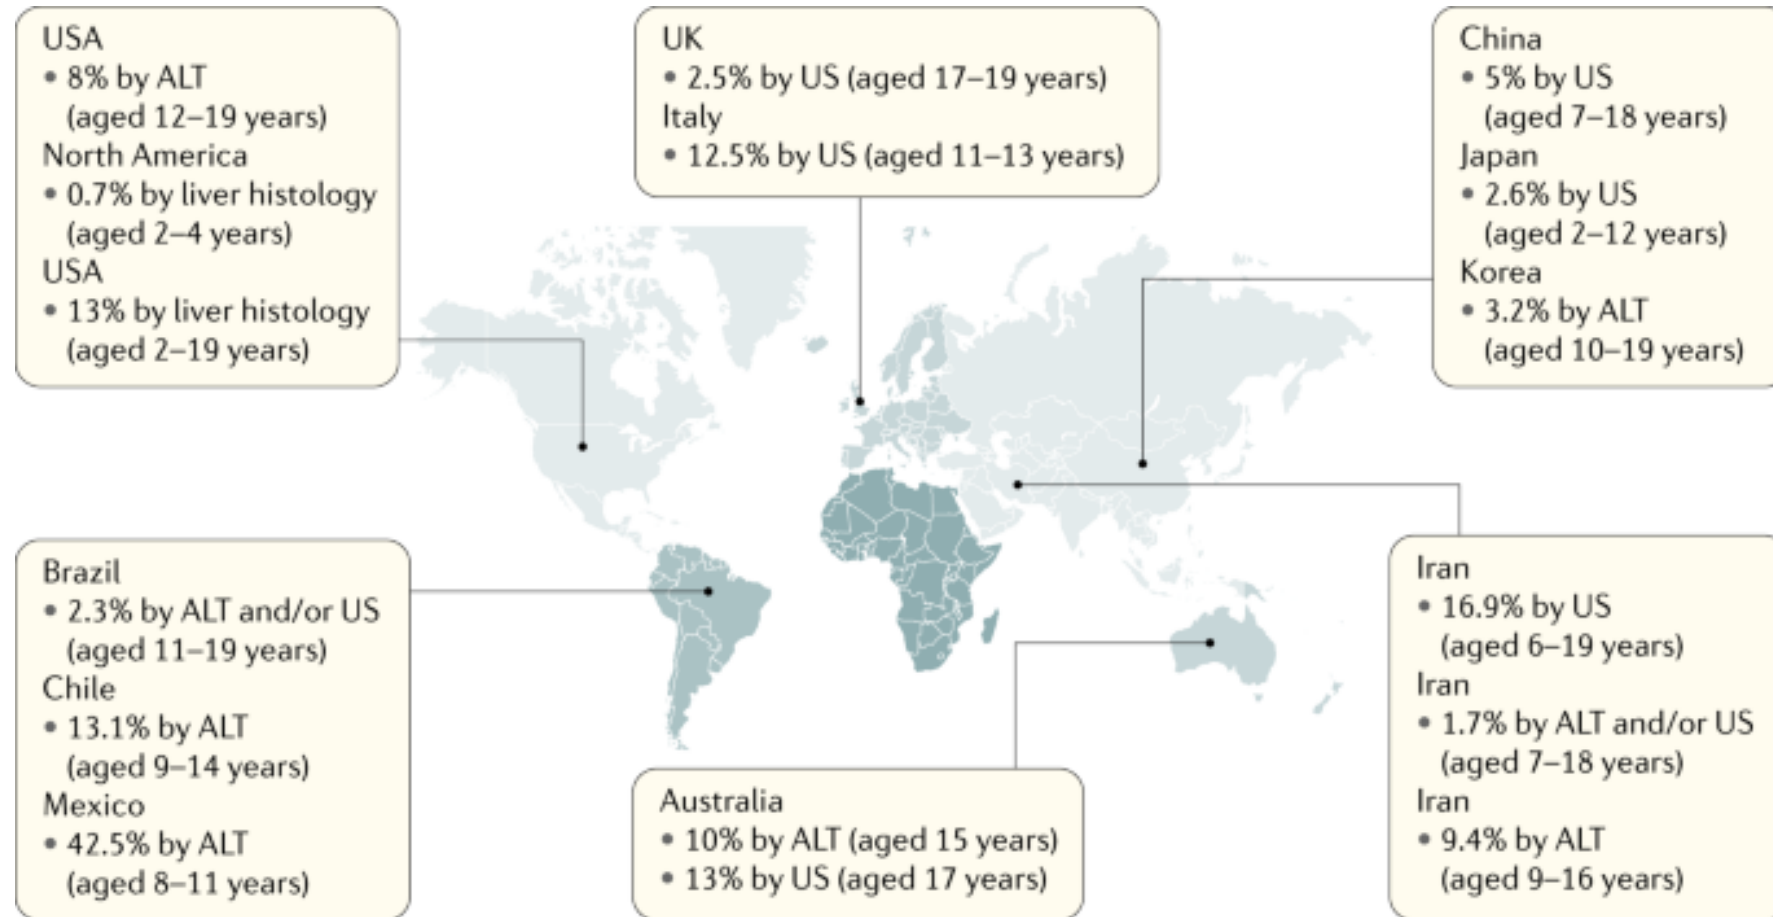 USA
• 8% by ALT
(aged 12–19 years)
North America
• 0.7% by liver histology
(aged 2–4 years)
USA
• 13% by liver histology
(aged 2–19 years)
UK
• 2.5% by US (aged 17–19 years)
Italy
• 12.5% by US (aged 11–13 years)
China
• 5% by US
(aged 7–18 years)
Japan
• 2.6% by US
(aged 2–12 years)
Korea
• 3.2% by ALT
(aged 10–19 years)
Brazil
• 2.3% by ALT and/or US
(aged 11–19 years)
Chile
• 13.1% by ALT
(aged 9–14 years)
Mexico
• 42.5% by ALT
(aged 8–11 years)
Australia
• 10% by ALT (aged 15 years)
• 13% by US (aged 17 years)
Iran
• 16.9% by US
(aged 6–19 years)
Iran
• 1.7% by ALT and/or US
(aged 7–18 years)
Iran
• 9.4% by ALT
(aged 9–16 years)